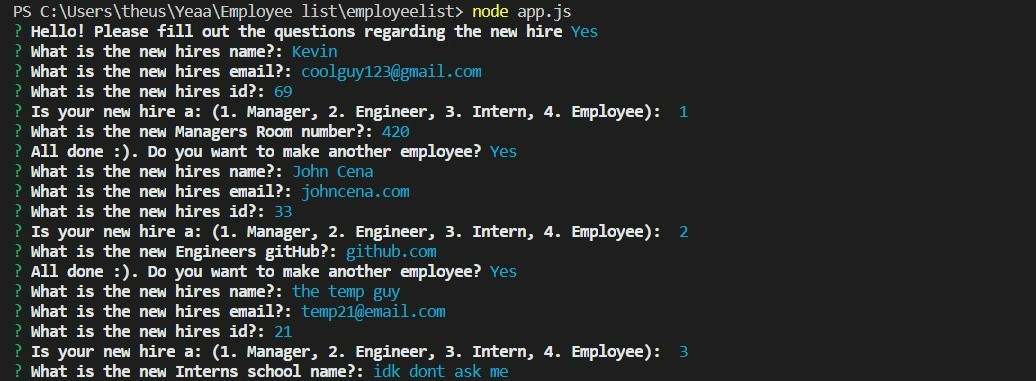 PS C:\Users\theus\Yeaa\Employee list\employeelist> node app.js
? Hello! Please fill out the questions regarding the new hire Yes
? What is the new hires name?: Kevin
? What is the new hires email?: coolguy123@gmail.com
? What is the new hires id?: 69
? Is your new hire a: (1. Manager, 2. Engineer, 3. Intern, 4. Employee):  1
? What is the new Managers Room number?: 420
? All done :). Do you want to make another employee? Yes
? What is the new hires name?: John Cena
? What is the new hires email?: johncena.com
? What is the new hires id?: 33
? Is your new hire a: (1. Manager, 2. Engineer, 3. Intern, 4. Employee):  2
? What is the new Engineers gitHub?: github.com
? All done :). Do you want to make another employee? Yes
? What is the new hires name?: the temp guy
? What is the new hires email?: temp21@email.com
? What is the new hires id?: 21
? Is your new hire a: (1. Manager, 2. Engineer, 3. Intern, 4. Employee):  3
? What is the new Interns school name?: idk dont ask me